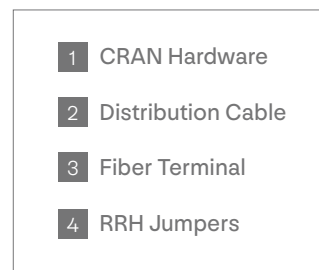 1 CRAN Hardware
2 Distribution Cable
3 Fiber Terminal
4 RRH Jumpers